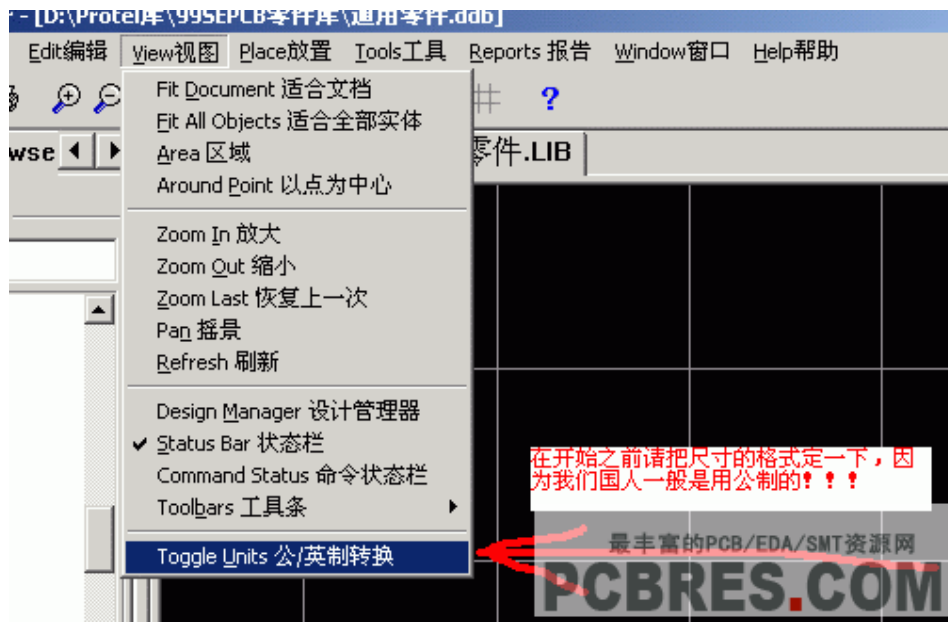 - [D:\Protel库\99SEPCB零件库\通用零件.ddb]
Edit编辑 View视图 Place放置 Tools工具 Reports 报告 Window窗口 Help帮助
Fit Document 适合文档
?
Fit All Objects 适合全部实体
wse
零件.LIB
Area 区域
Around Point 以点为中心
Zoom In 放大
Zoom Out 缩小
Zoom Last 恢复上一次
Pan 摇景
Refresh 刷新
Design Manager 设计管理器
Status Bar 状态栏
Command Status 命令状态栏
Toolbars 工具条
Toggle Units 公/英制转换
在开始之前请把尺寸的格式定一下，因
为我们国人一般是用公制的！！！
最丰富的PCB/EDA/SMT资源网
PCBRES.COM